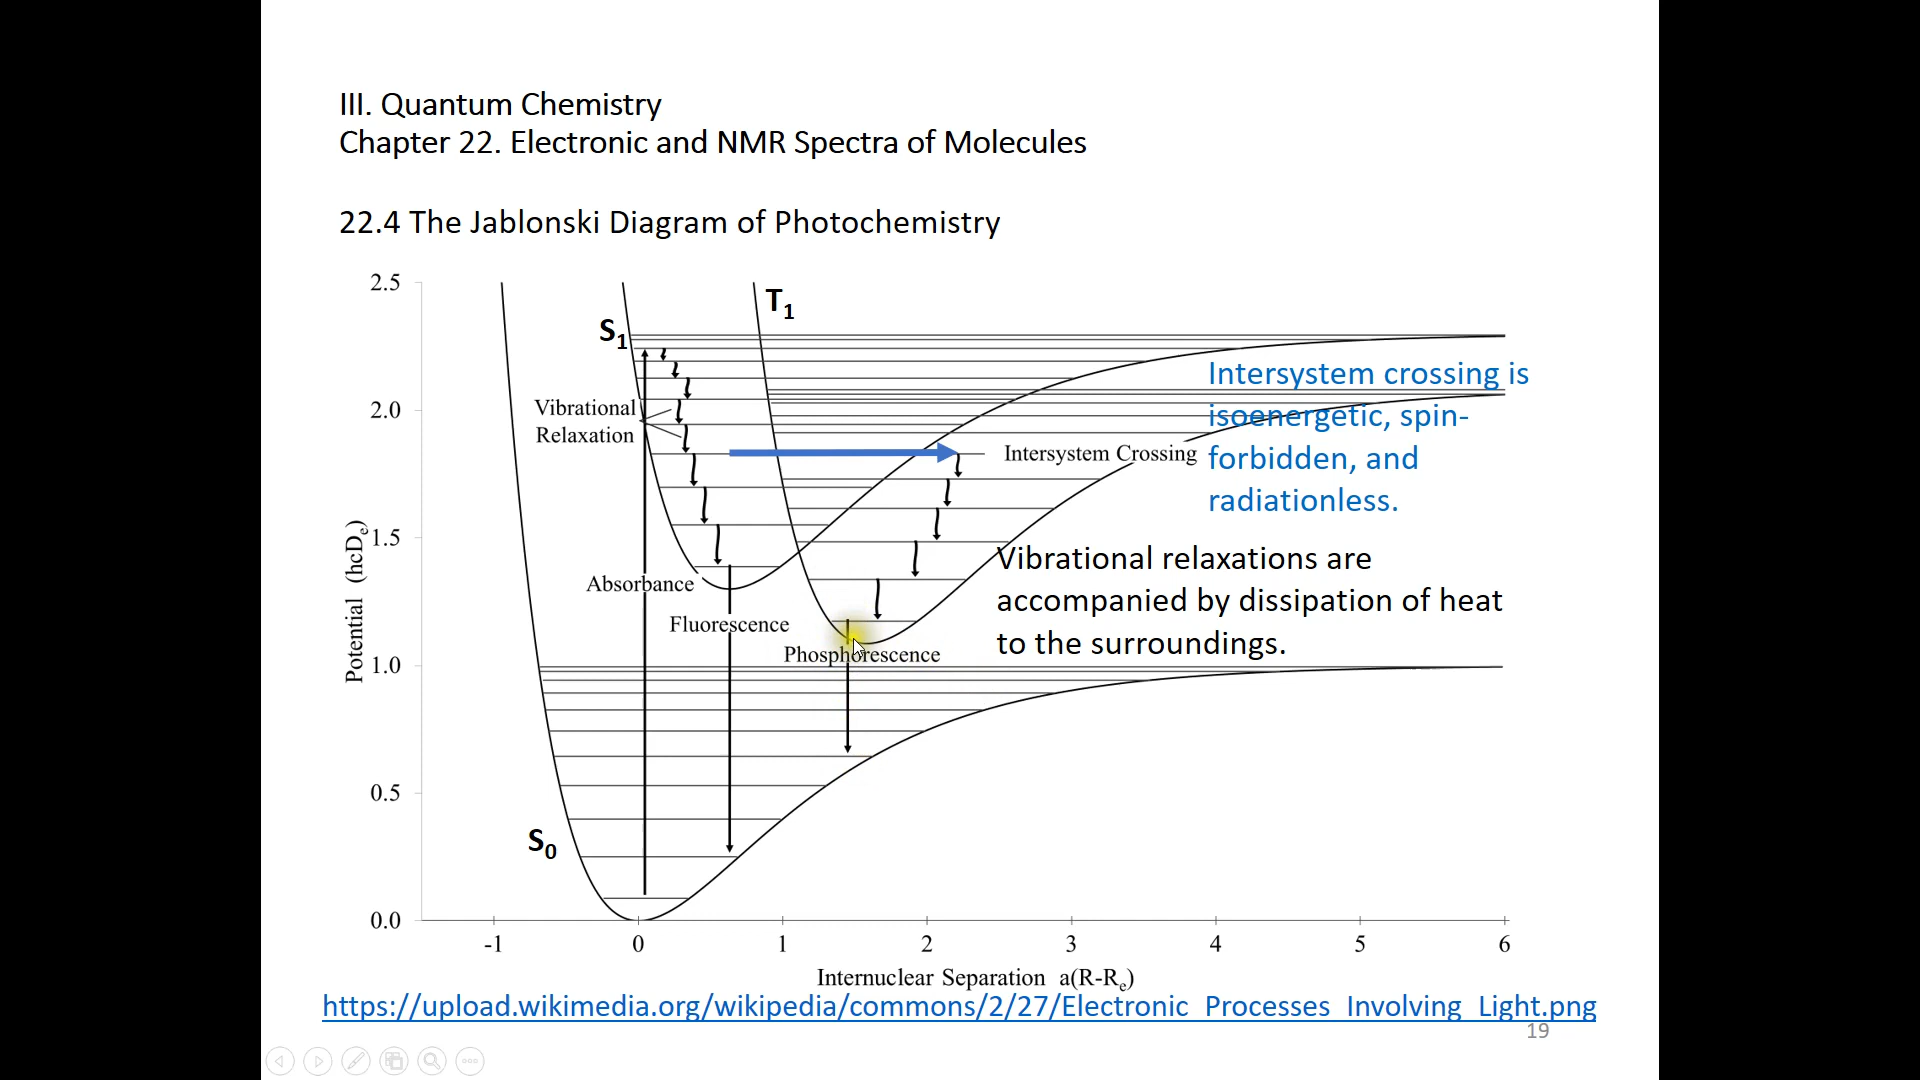 III. Quantum Chemistry
Chapter 22. Electronic and NMR Spectra of Molecules
22.4 The Jablonski Diagram of Photochemistry
2.5
2.0
1.5
1.0
0.5
0.0
Potential (hcDₑ)
S₁
T₁
S₀
Vibrational
Relaxation
Absorbance
Fluorescence
Phosphorescence
Intersystem Crossing
Intersystem crossing is
isoenergetic, spin-
forbidden, and
radiationless.
Vibrational relaxations are
accompanied by dissipation of heat
to the surroundings.
-1 0 1 2 3 4 5 6
Internuclear Separation a(R-Rₑ)
https://upload.wikimedia.org/wikipedia/commons/2/27/Electronic_Processes_Involving_Light.png
19